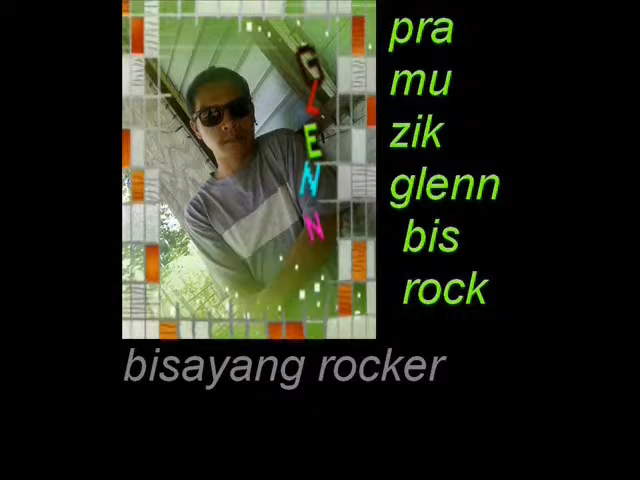 GLENN
pra
mu
zik
glenn
bis
rock
bisayang rocker